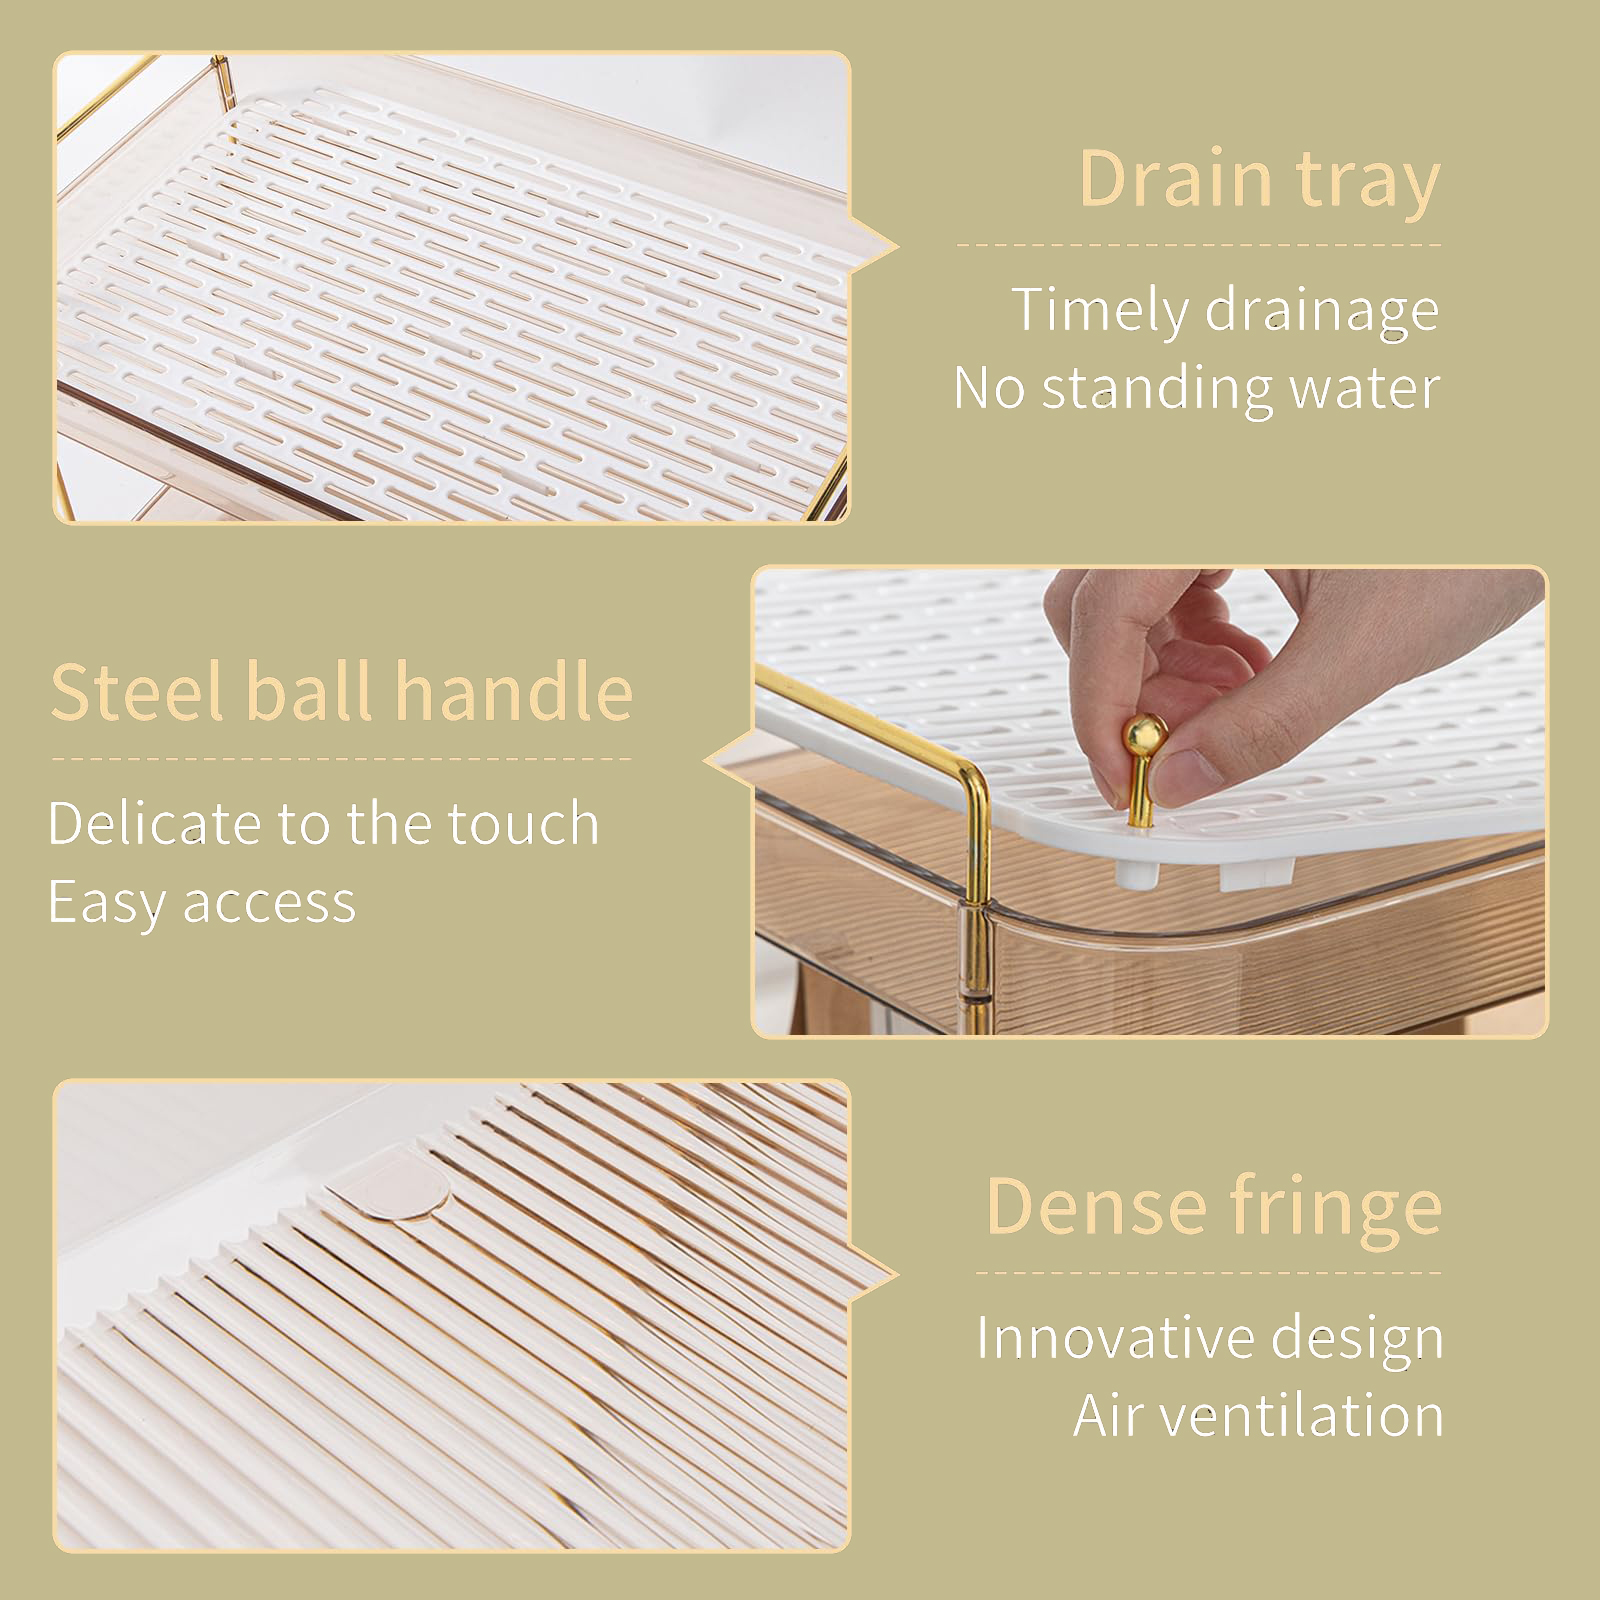 Drain tray
Timely drainage
No standing water
Steel ball handle
Delicate to the touch
Easy access
Dense fringe
Innovative design
Air ventilation